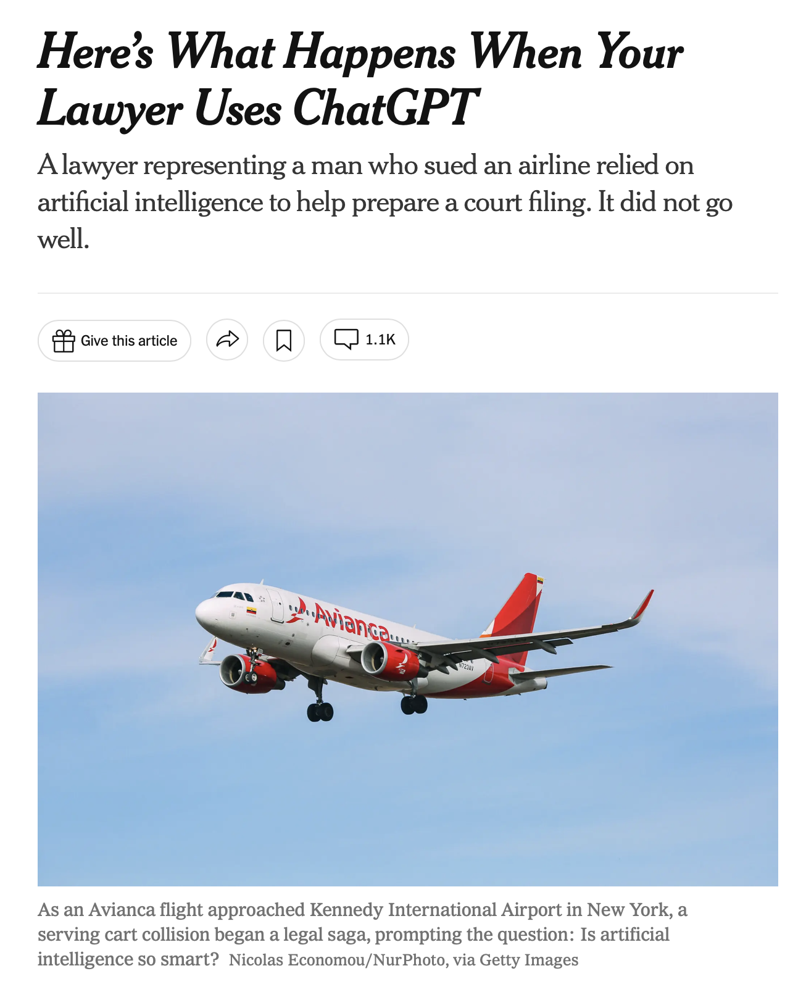 Here’s What Happens When Your
Lawyer Uses ChatGPT
A lawyer representing a man who sued an airline relied on
artificial intelligence to help prepare a court filing. It did not go
well.
Give this article
1.1K
Avianca
N723AV
As an Avianca flight approached Kennedy International Airport in New York, a
serving cart collision began a legal saga, prompting the question: Is artificial
intelligence so smart? Nicolas Economou/NurPhoto, via Getty Images